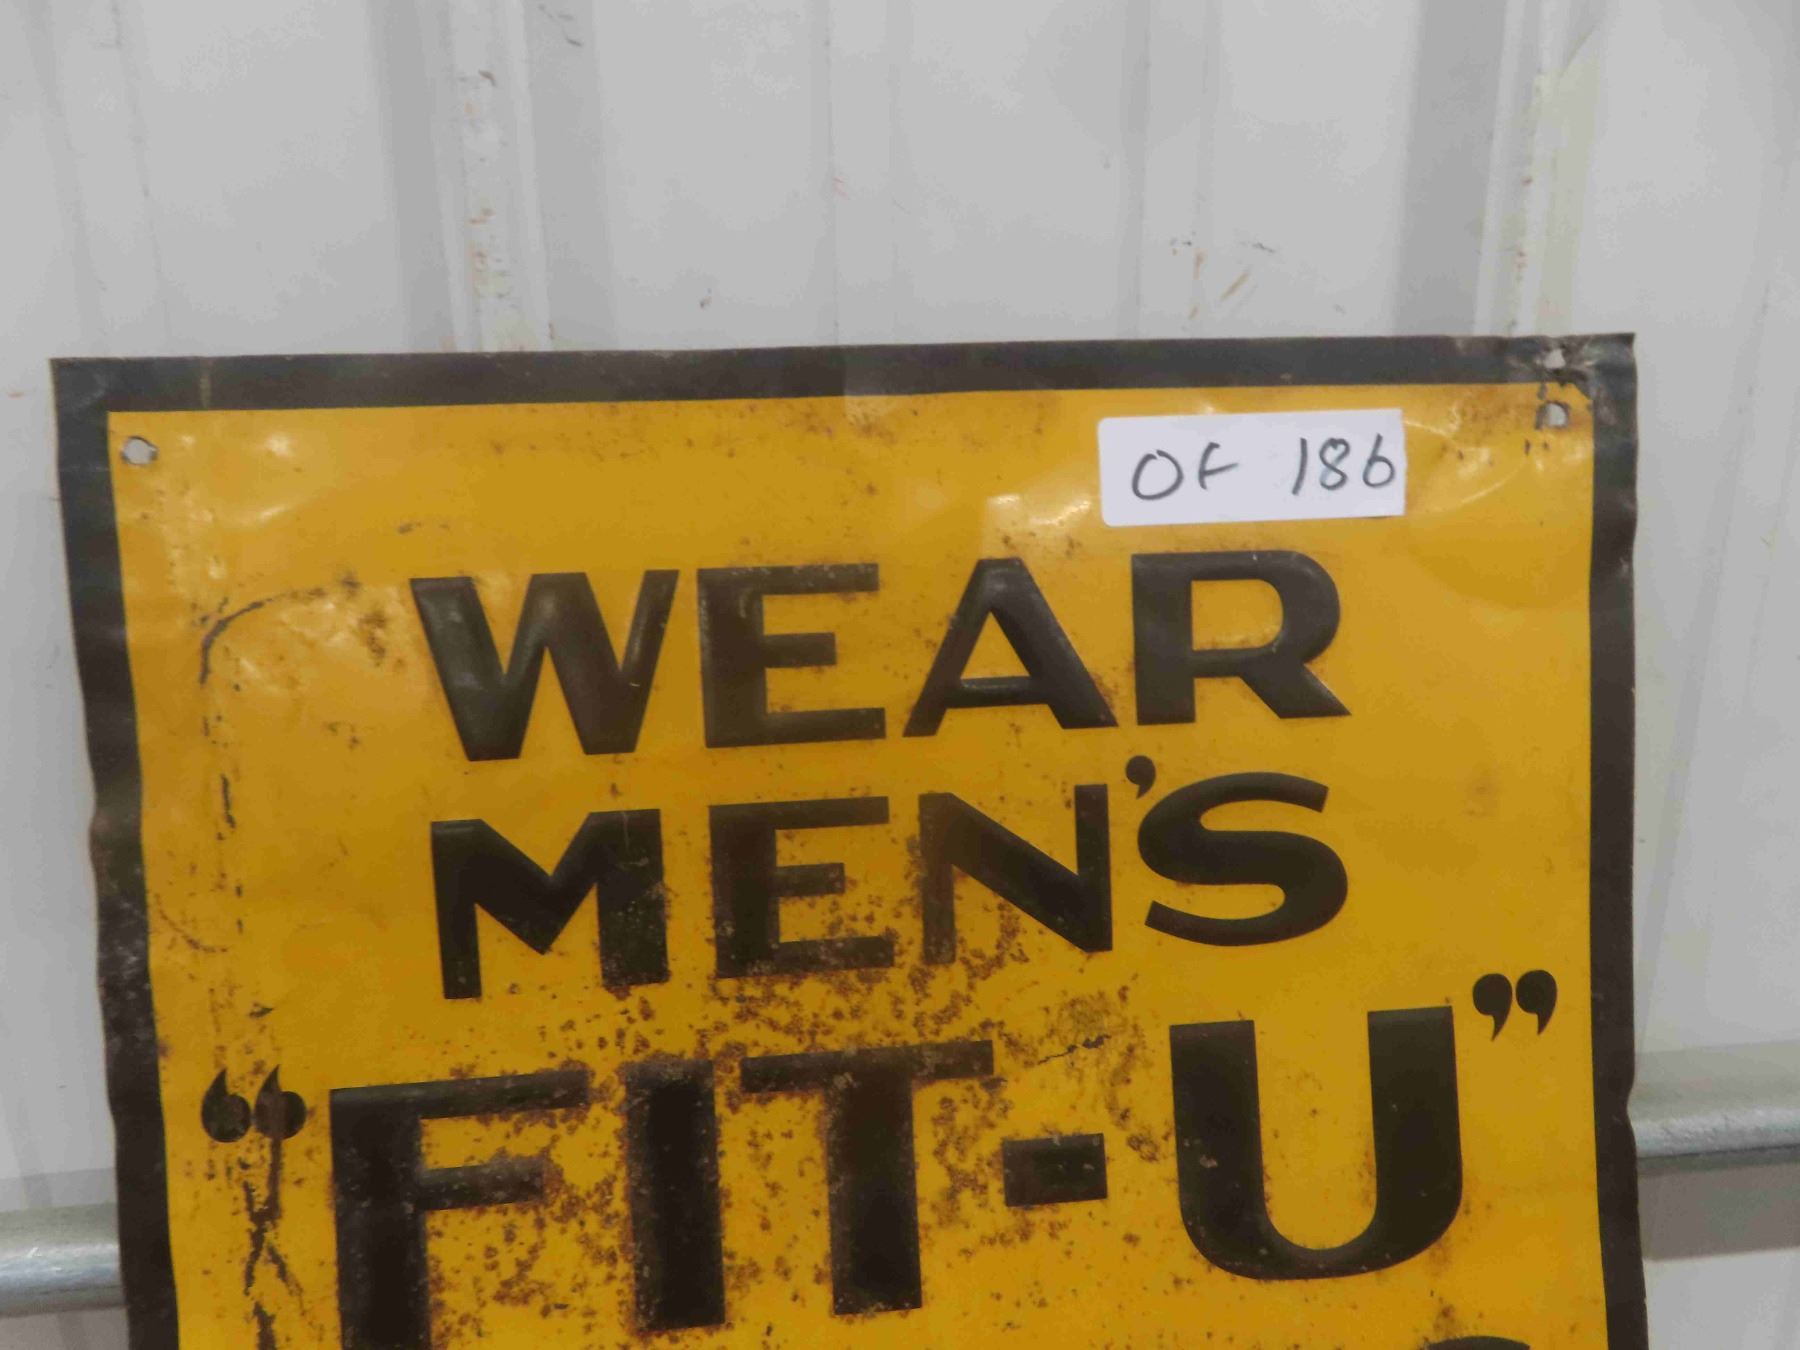 OF 186
WEAR
MEN'S
“FIT-U”